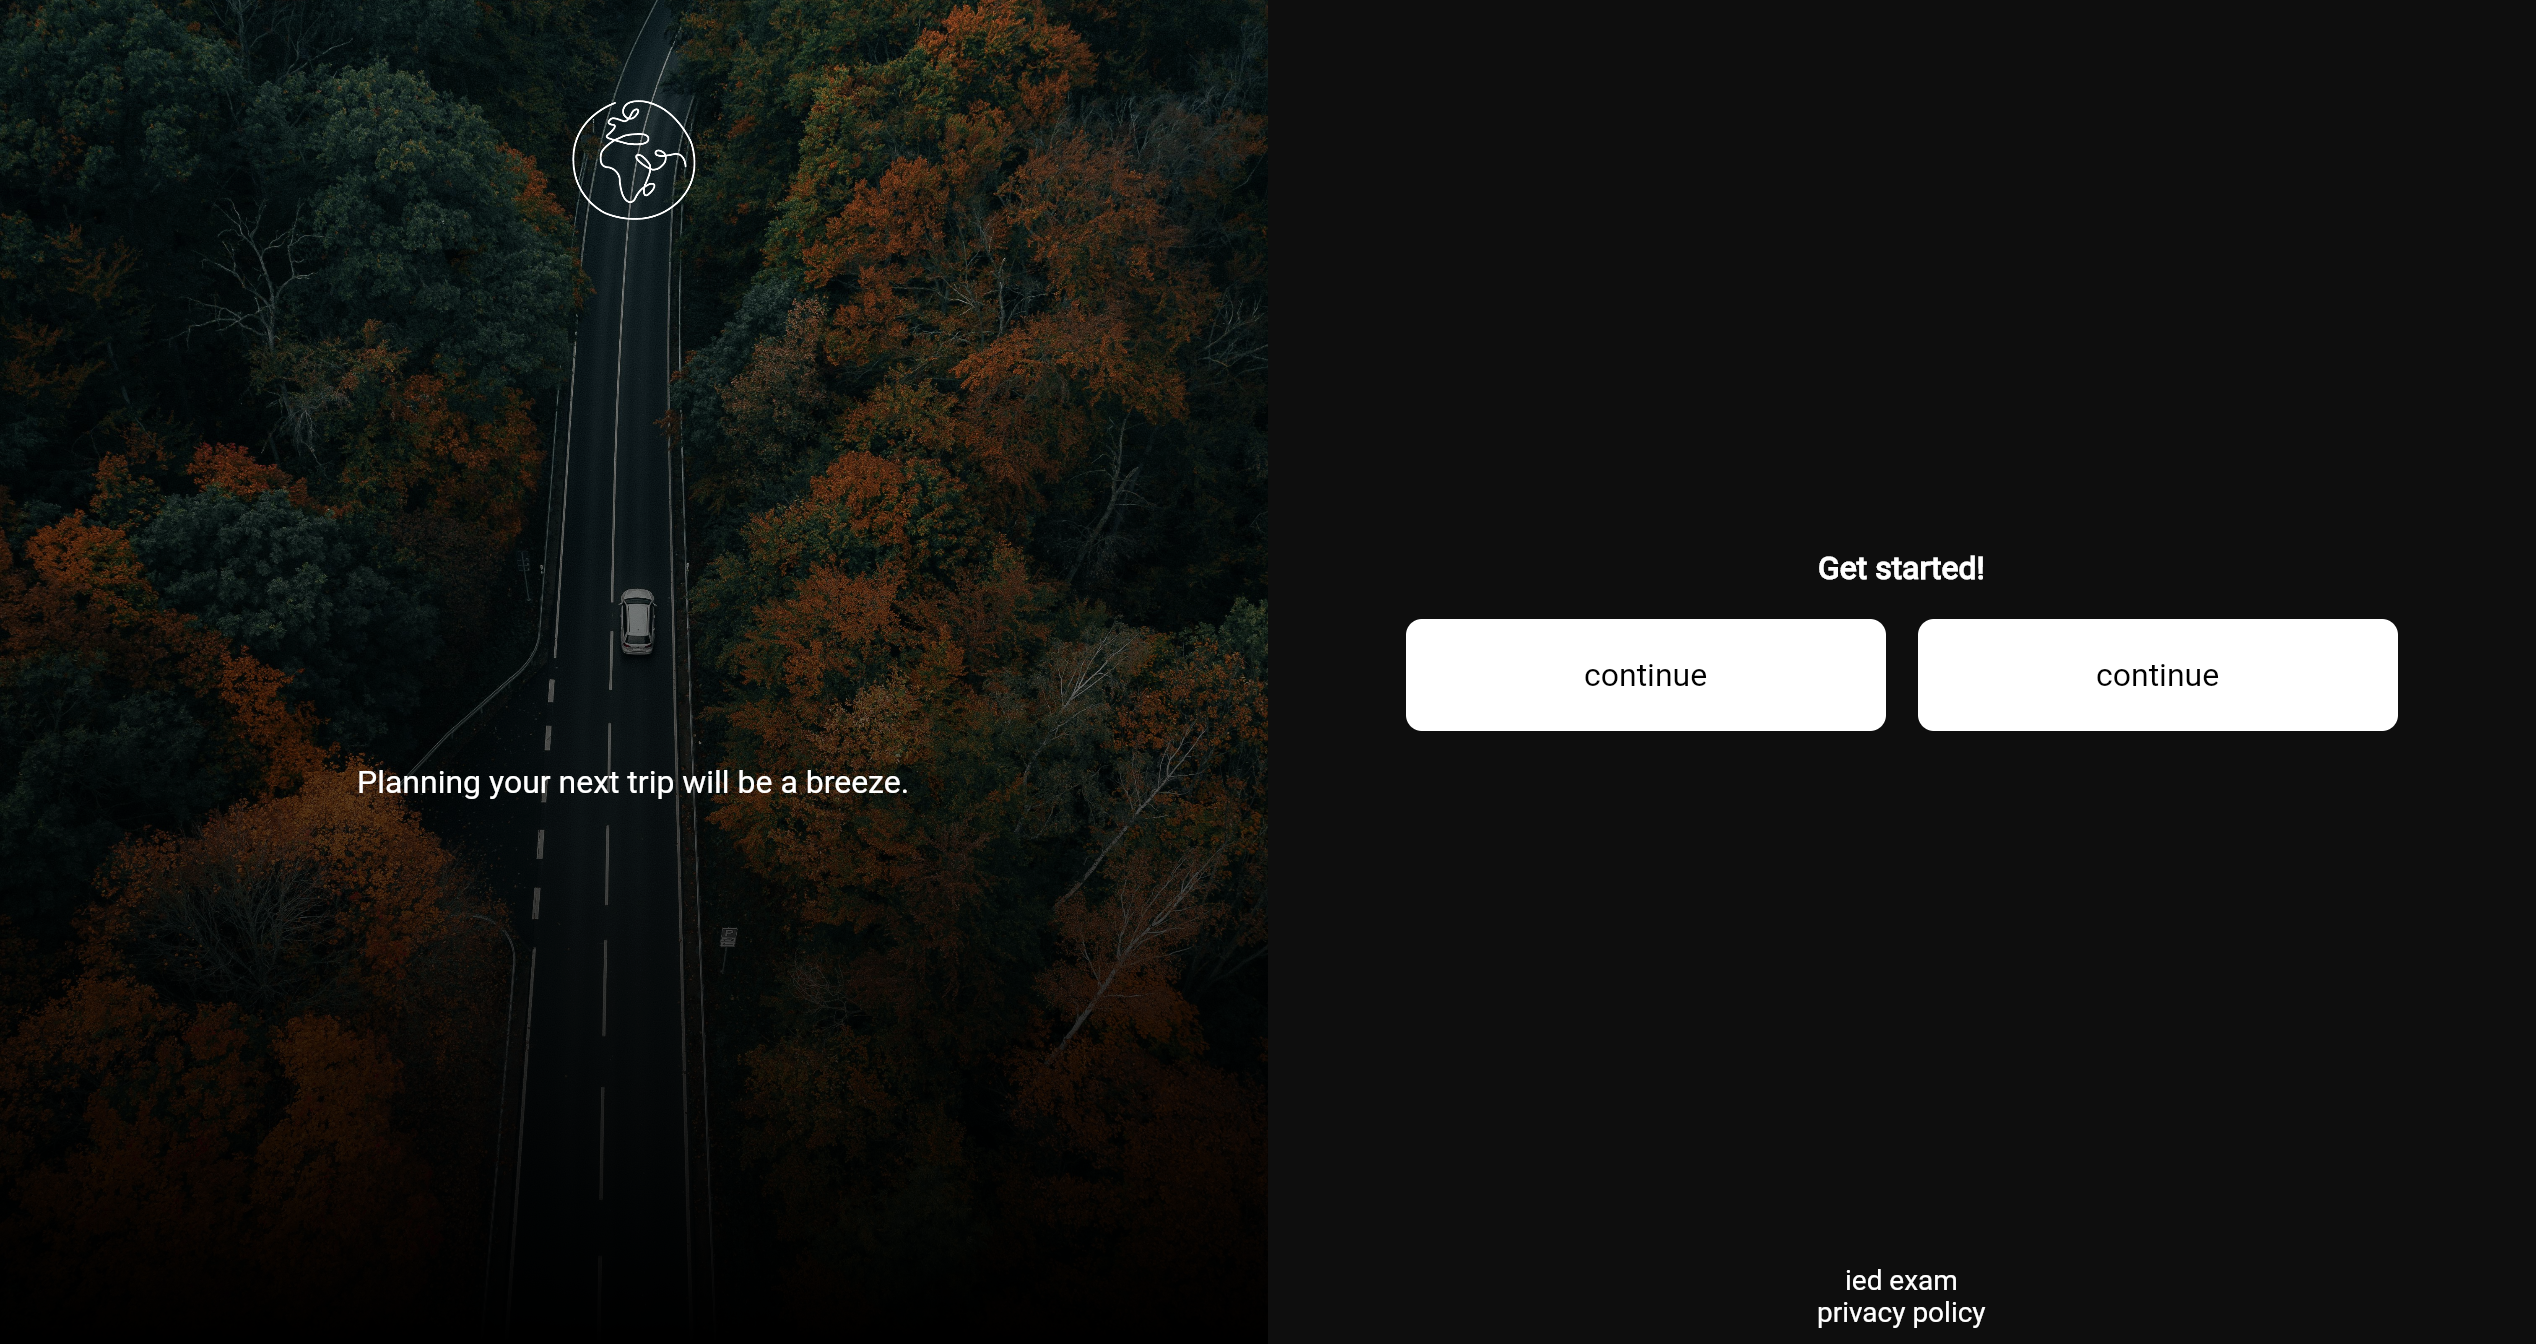 Planning your next trip will be a breeze.
Get started!
continue
continue
ied exam
privacy policy